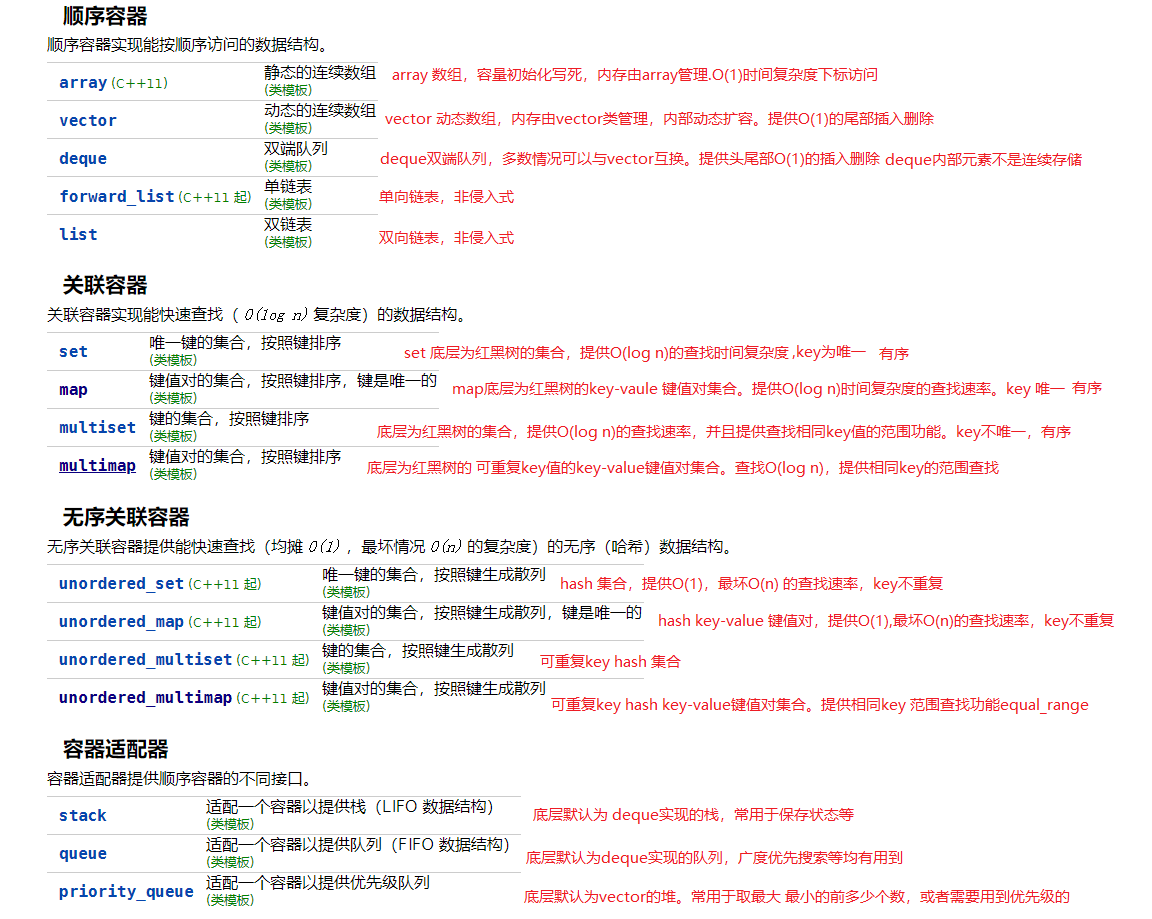 顺序容器
顺序容器实现能按顺序访问的数据结构。
array (C++11) 静态的连续数组 array 数组，容量初始化写死，内存由array管理.O(1)时间复杂度下标访问
(类模板)
vector 动态的连续数组 vector 动态数组，内存由vector类管理，内部动态扩容。提供O(1)的尾部插入删除
(类模板)
deque 双端队列 deque双端队列，多数情况可以与vector互换。提供头尾部O(1)的插入删除 deque内部元素不是连续存储
(类模板)
forward_list (C++11 起) 单链表 单向链表，非侵入式
(类模板)
list 双链表 双向链表，非侵入式
(类模板)
关联容器
关联容器实现能快速查找（ O(log n) 复杂度）的数据结构。
set 唯一键的集合，按照键排序 set 底层为红黑树的集合，提供O(log n)的查找时间复杂度,key为唯一 有序
(类模板)
map 键值对的集合，按照键排序，键是唯一的 map底层为红黑树的key-vaule 键值对集合。提供O(log n)时间复杂度的查找速率。key 唯一 有序
(类模板)
multiset 键的集合，按照键排序 底层为红黑树的集合，提供O(log n)的查找速率，并且提供查找相同key值的范围功能。key不唯一，有序
(类模板)
multimap 键值对的集合，按照键排序 底层为红黑树的 可重复key值的key-value键值对集合。查找O(log n)，提供相同key的范围查找
(类模板)
无序关联容器
无序关联容器提供能快速查找（均摊 O(1) ，最坏情况 O(n) 的复杂度）的无序（哈希）数据结构。
unordered_set (C++11 起) 唯一键的集合，按照键生成散列 hash 集合，提供O(1)，最坏O(n) 的查找速率，key不重复
(类模板)
unordered_map (C++11 起) 键值对的集合，按照键生成散列，键是唯一的 hash key-value 键值对，提供O(1),最坏O(n)的查找速率，key不重复
(类模板)
unordered_multiset (C++11 起) 键的集合，按照键生成散列 可重复key hash 集合
(类模板)
unordered_multimap (C++11 起) 键值对的集合，按照键生成散列 可重复key hash key-value键值对集合。提供相同key 范围查找功能equal_range
(类模板)
容器适配器
容器适配器提供顺序容器的不同接口。
stack 适配一个容器以提供栈（LIFO 数据结构） 底层默认为 deque实现的栈，常用于保存状态等
(类模板)
queue 适配一个容器以提供队列（FIFO 数据结构） 底层默认为deque实现的队列，广度优先搜索等均有用到
(类模板)
priority_queue 适配一个容器以提供优先级队列 底层默认为vector的堆。常用于取最大 最小的前多少个数，或者需要用到优先级的
(类模板)